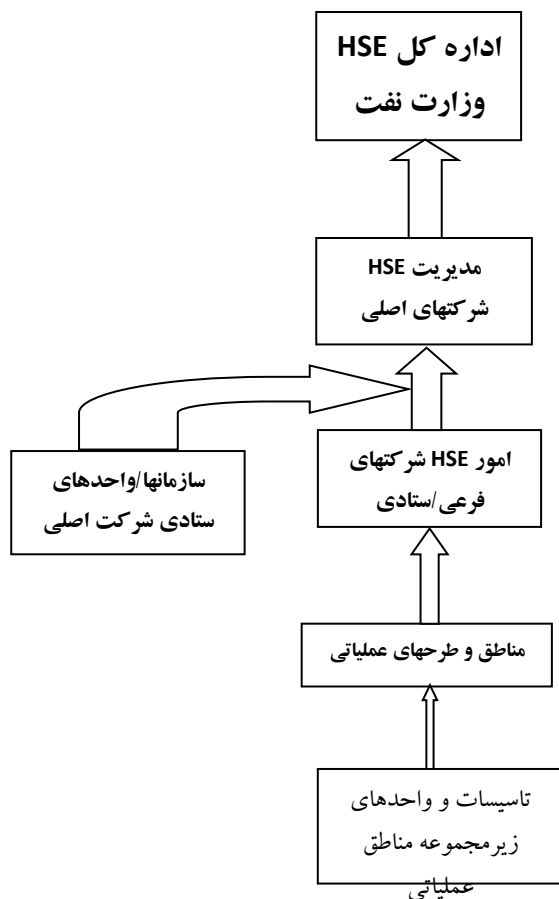 اداره کل HSE
وزارت نفت
مدیریت HSE
شرکتهای اصلی
امور HSE شرکتهای
فرعی/ستادی
سازمانها/واحدهای
ستادی شرکت اصلی
مناطق و طرحهای عملیاتی
تاسیسات و واحدهای
زیرمجموعه مناطق
عملیاتی